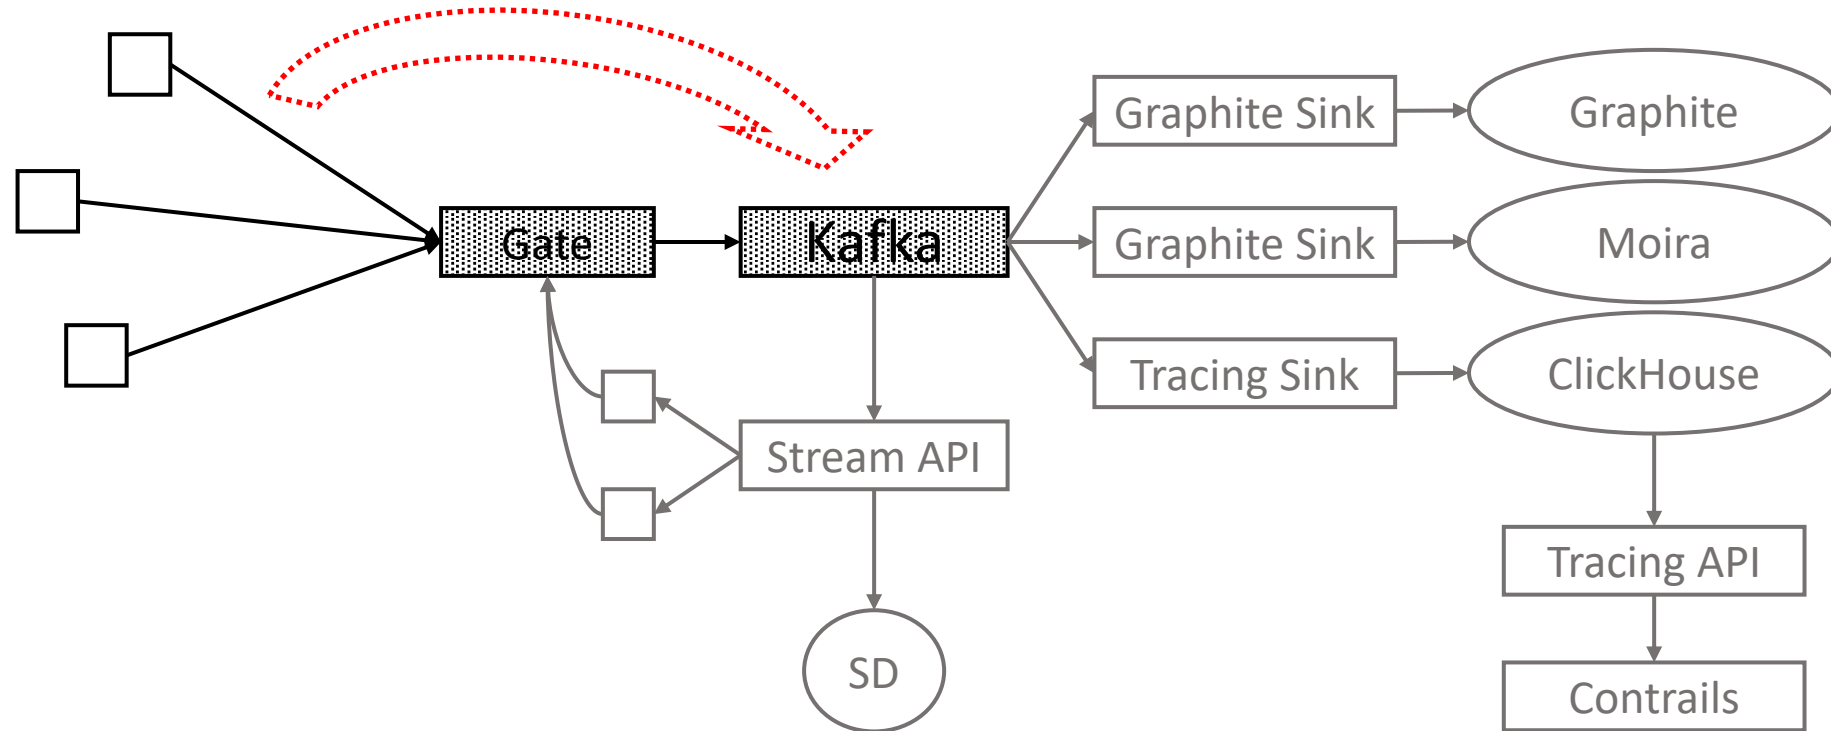 Graphite Sink
Graphite
Gate
Kafka
Graphite Sink
Moira
Tracing Sink
ClickHouse
Stream API
Tracing API
SD
Contrails